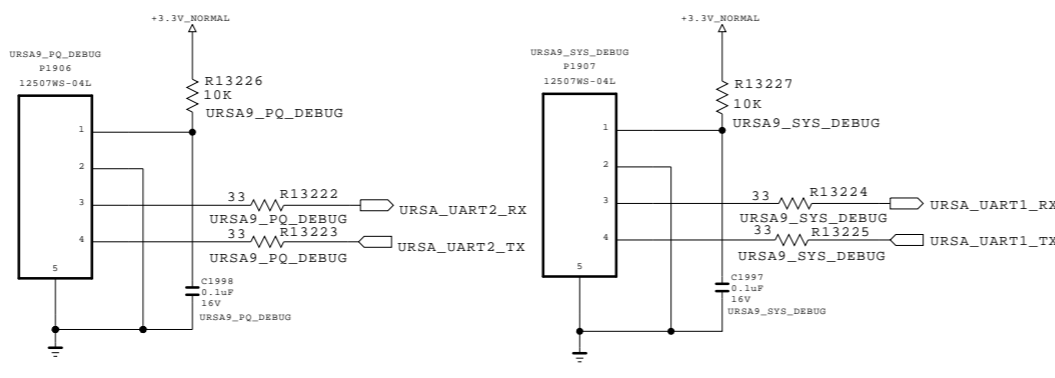 +3.3V_NORMAL
URSA9_PQ_DEBUG
P1906
12507WS-04L
R13226
10K
URSA9_PQ_DEBUG
1
2
3
4
5
33
R13222
URSA9_PQ_DEBUG
URSA_UART2_RX
33
R13223
URSA9_PQ_DEBUG
URSA_UART2_TX
C1998
0.1uF
16V
URSA9_PQ_DEBUG
+3.3V_NORMAL
URSA9_SYS_DEBUG
P1907
12507WS-04L
R13227
10K
URSA9_SYS_DEBUG
1
2
3
4
5
33
R13224
URSA9_SYS_DEBUG
URSA_UART1_RX
33
R13225
URSA9_SYS_DEBUG
URSA_UART1_TX
C1997
0.1uF
16V
URSA9_SYS_DEBUG